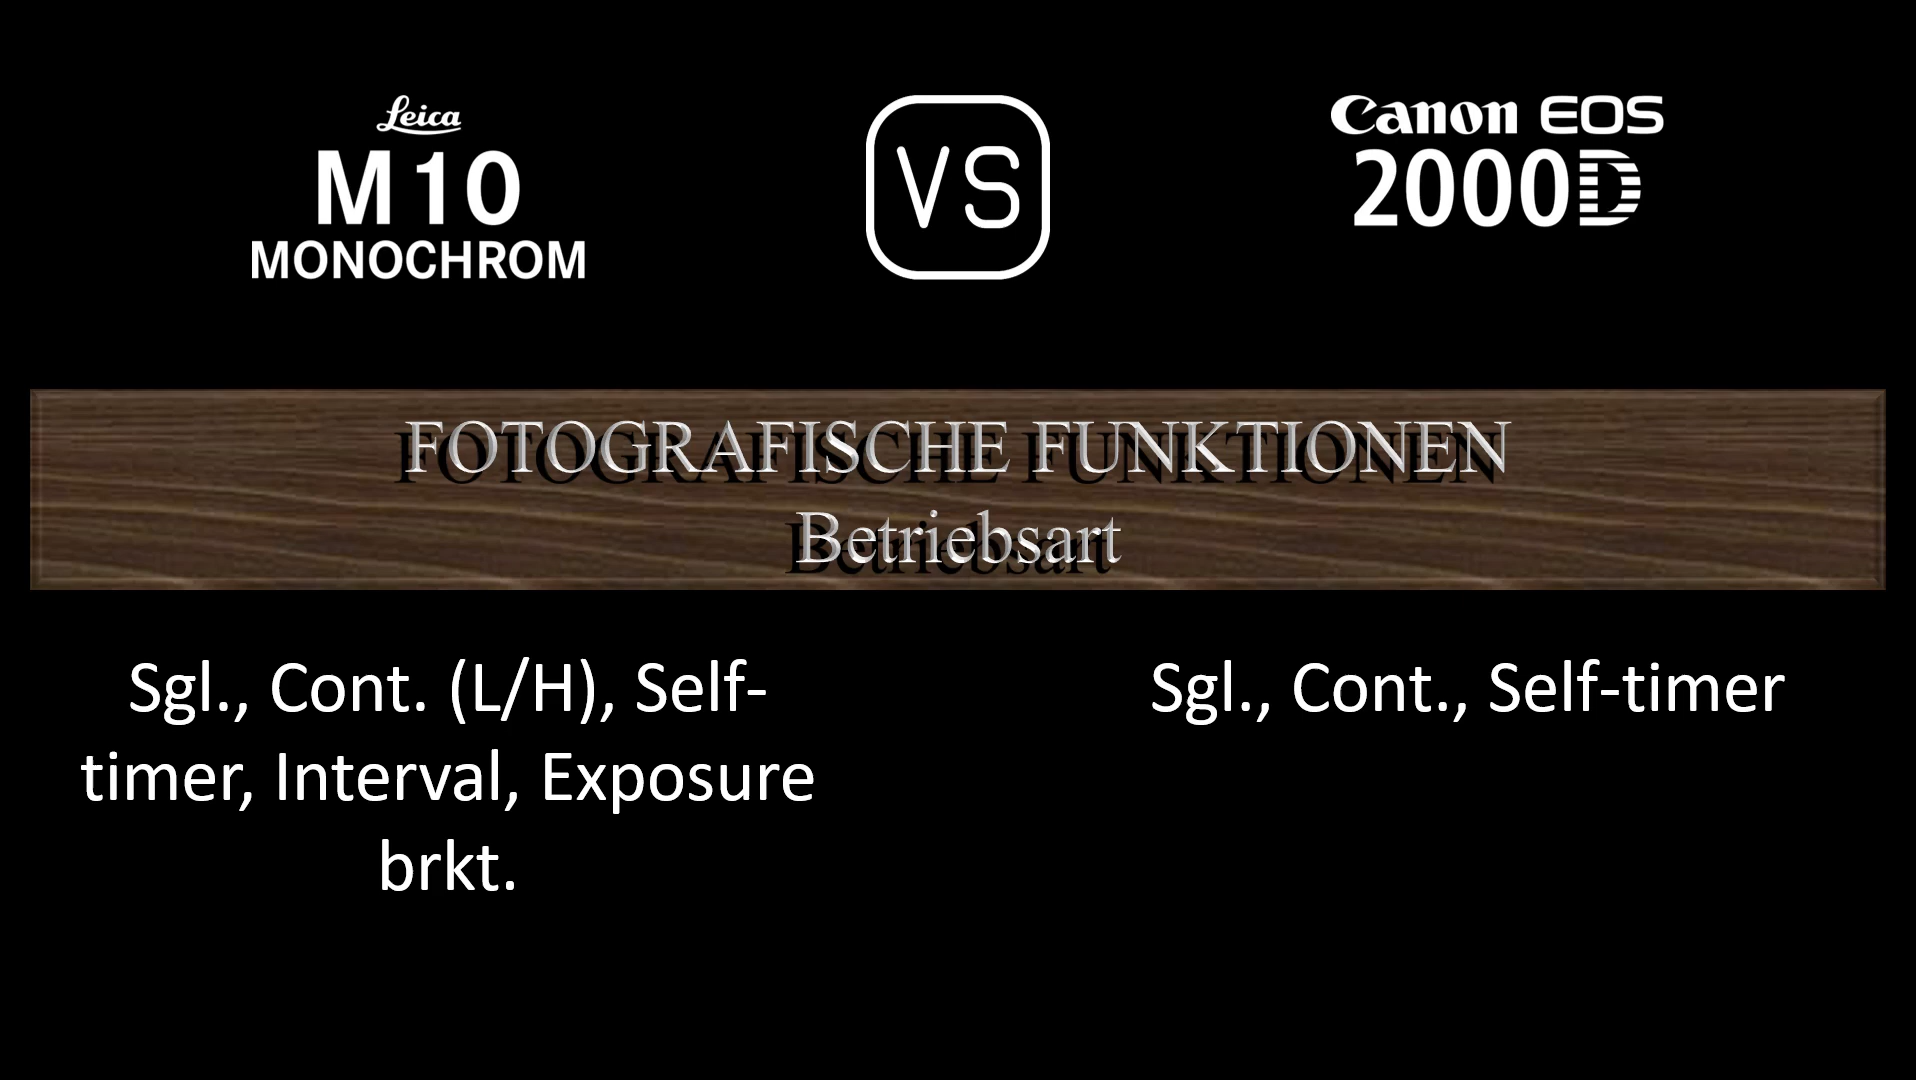 Leica
M10
MONOCHROM
VS
Canon EOS
2000D
FOTOGRAFISCHE FUNKTIONEN
Betriebsart
Sgl., Cont. (L/H), Self-
timer, Interval, Exposure
brkt.
Sgl., Cont., Self-timer